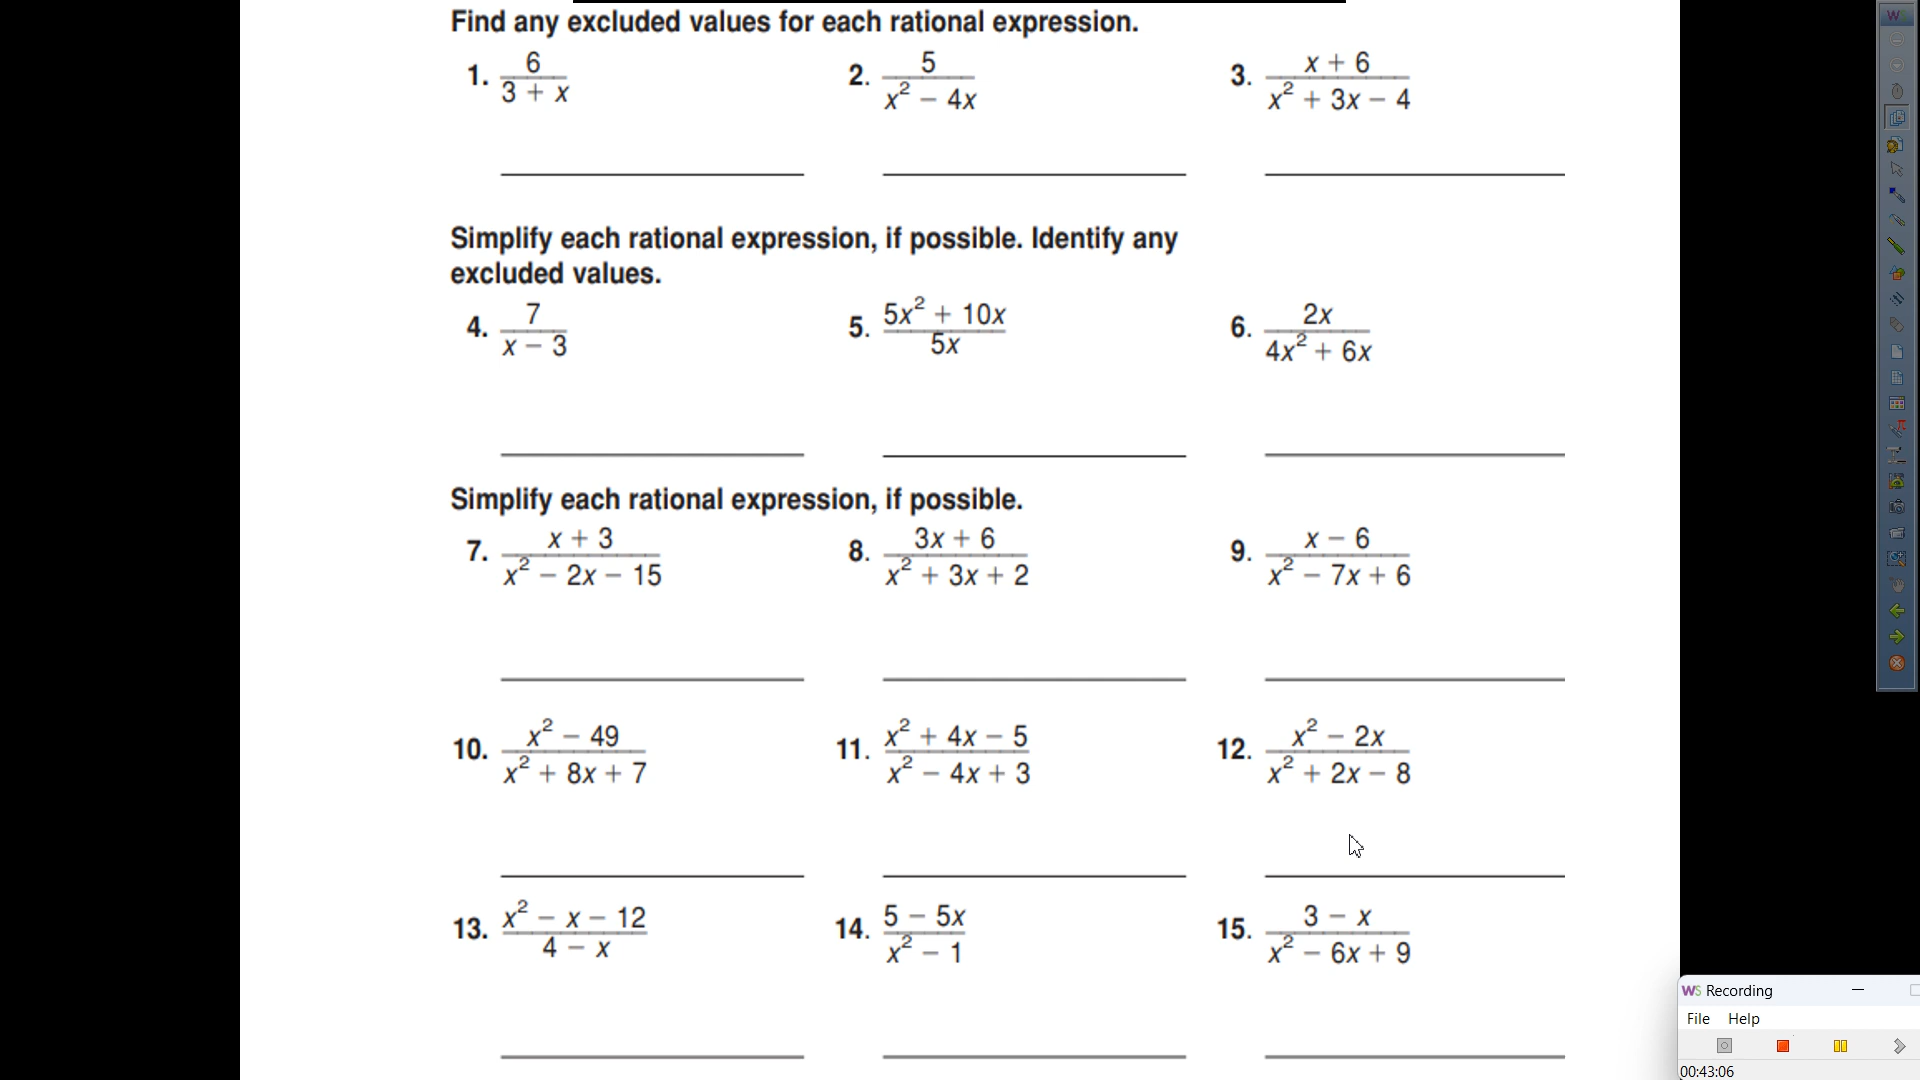 Find any excluded values for each rational expression.
1. 6 / (3 + x)
2. 5 / (x² − 4x)
3. (x + 6) / (x² + 3x − 4)
Simplify each rational expression, if possible. Identify any
excluded values.
4. 7 / (x − 3)
5. (5x² + 10x) / 5x
6. 2x / (4x² + 6x)
Simplify each rational expression, if possible.
7. (x + 3) / (x² − 2x − 15)
8. (3x + 6) / (x² + 3x + 2)
9. (x − 6) / (x² − 7x + 6)
10. (x² − 49) / (x² + 8x + 7)
11. (x² + 4x − 5) / (x² − 4x + 3)
12. (x² − 2x) / (x² + 2x − 8)
13. (x² − x − 12) / (4 − x)
14. (5 − 5x) / (x² − 1)
15. (3 − x) / (x² − 6x + 9)
W
WS Recording
File Help
00:43:06